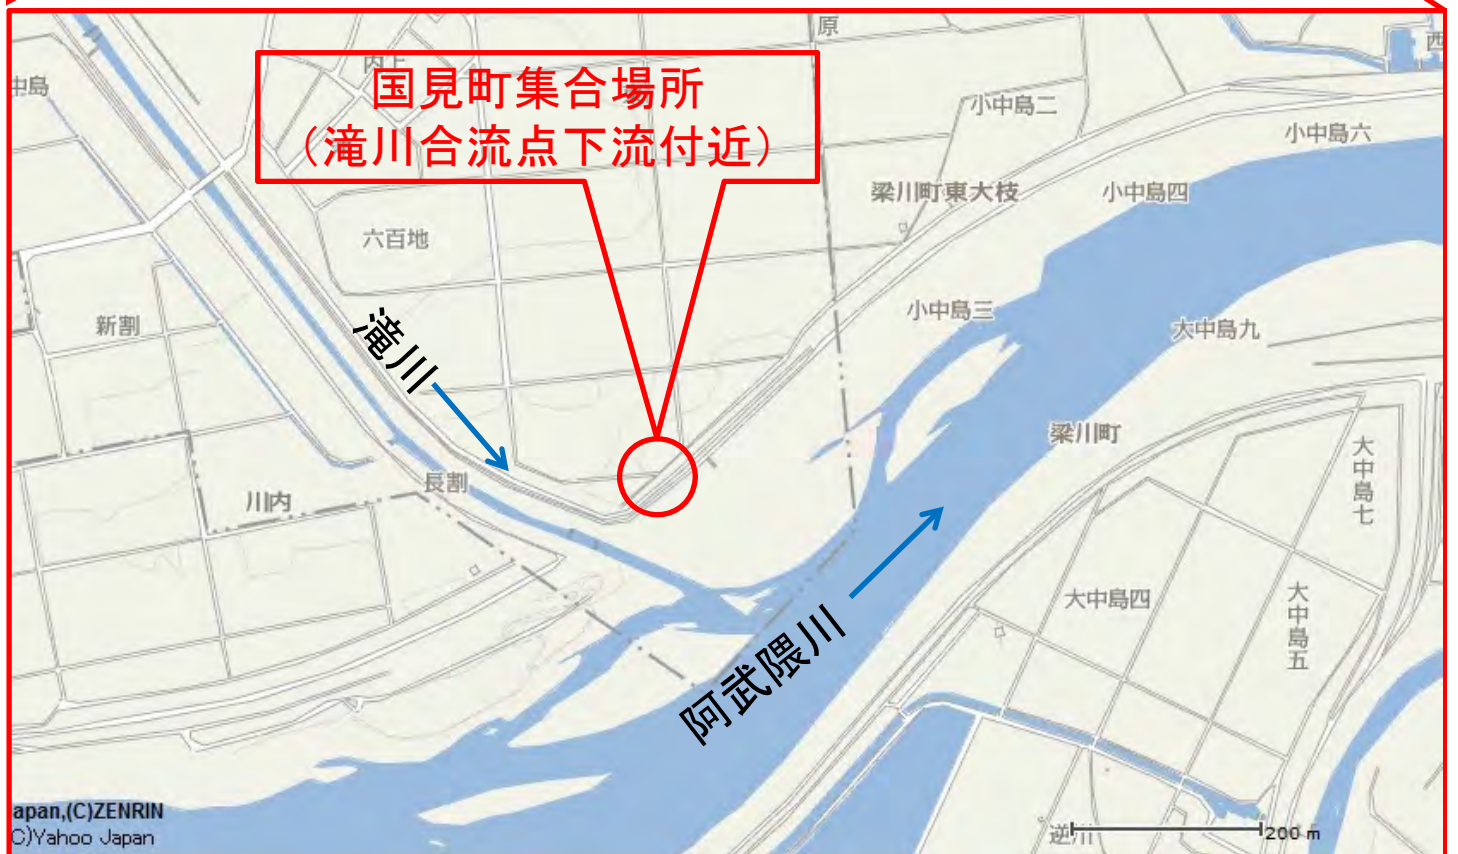 原
西
中島
内上
国見町集合場所
（滝川合流点下流付近）
小中島二
小中島六
梁川町東大枝
小中島四
六百地
新割
滝川
小中島三
大中島九
梁川町
大中島七
長割
川内
大中島四
大中島五
阿武隈川
apan,(C)ZENRIN
C)Yahoo Japan
逆川
200 m